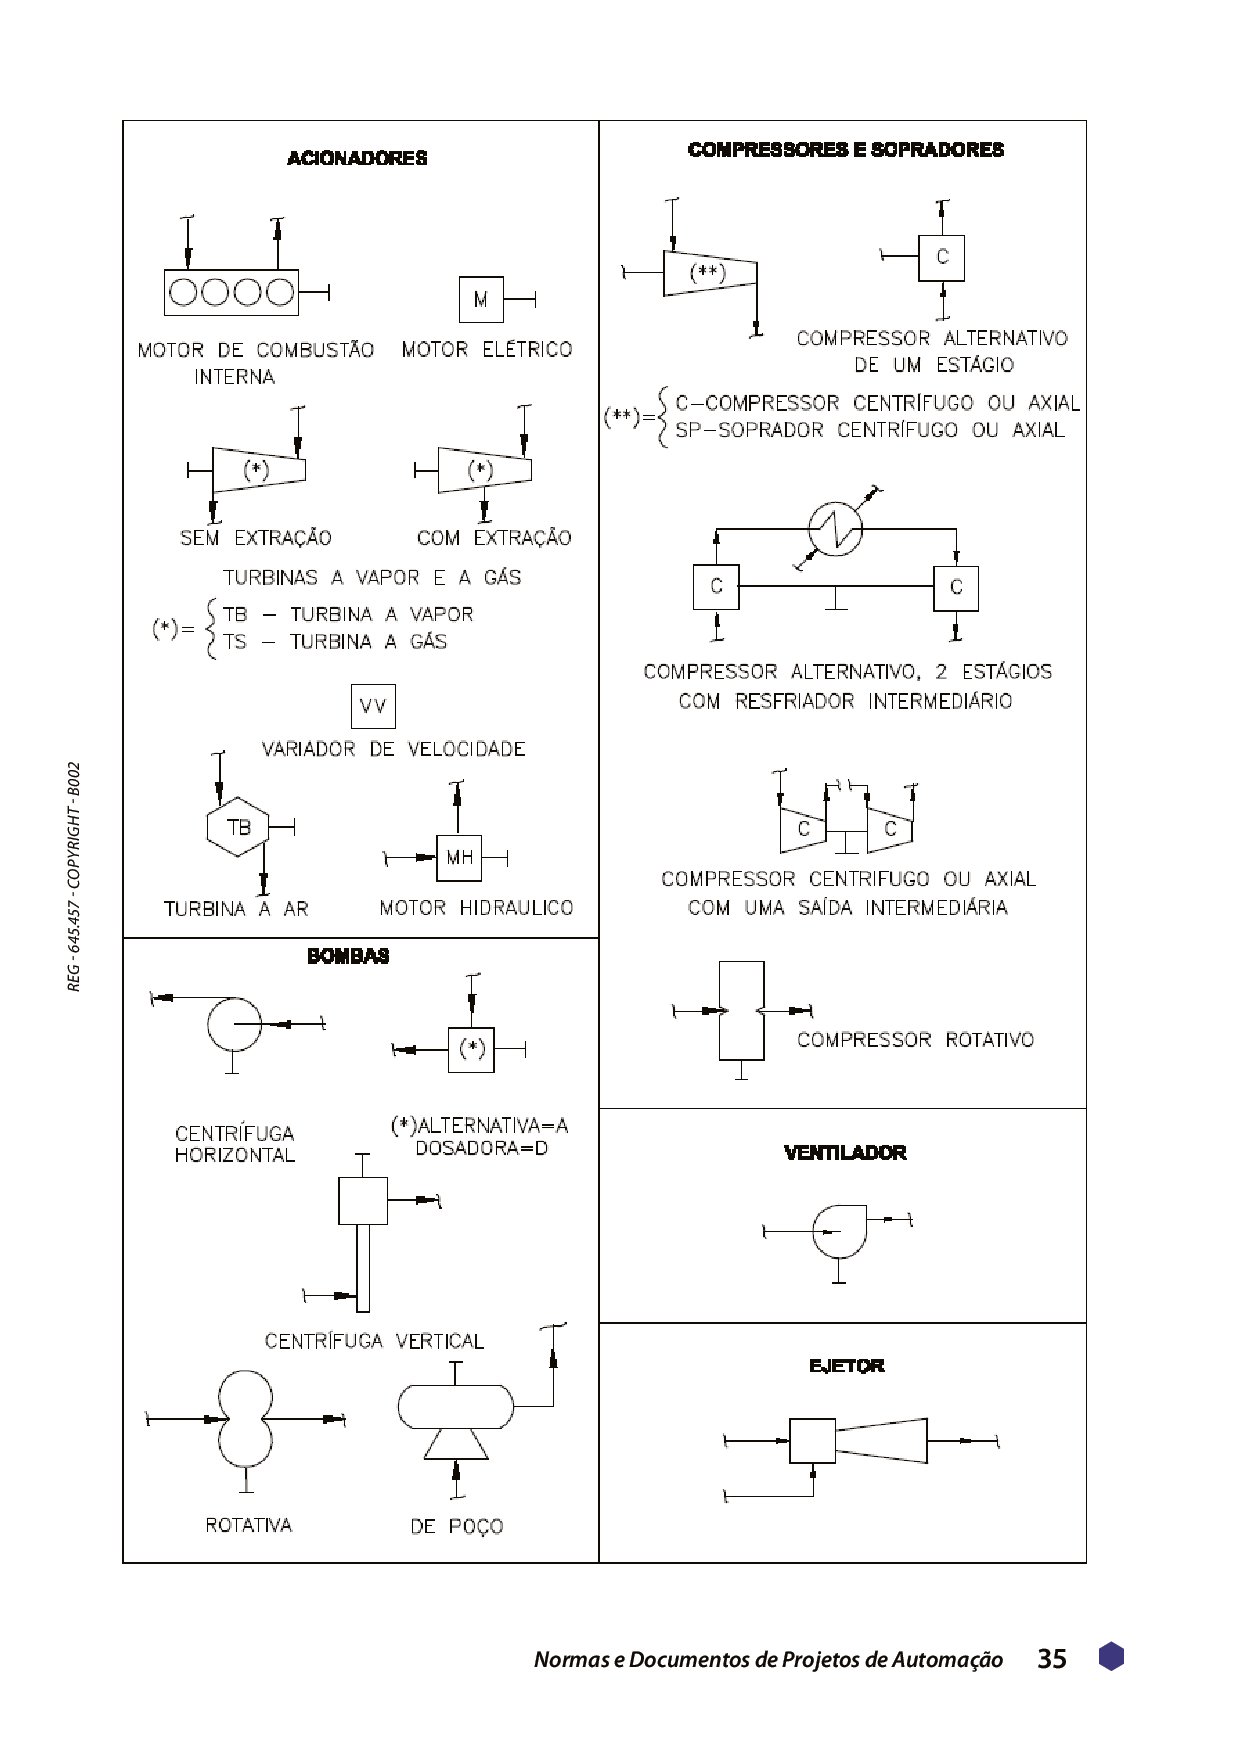 ACIONADORES
MOTOR DE COMBUSTÃO
INTERNA
M
MOTOR ELÉTRICO
(*)
SEM EXTRAÇÃO
(*)
COM EXTRAÇÃO
TURBINAS A VAPOR E A GÁS
(*)=
TB – TURBINA A VAPOR
TS – TURBINA A GÁS
VV
VARIADOR DE VELOCIDADE
TB
TURBINA A AR
MH
MOTOR HIDRAULICO
BOMBAS
CENTRÍFUGA
HORIZONTAL
(*)
(*)ALTERNATIVA=A
DOSADORA=D
CENTRÍFUGA VERTICAL
ROTATIVA
DE POÇO
COMPRESSORES E SOPRADORES
(**)
C
COMPRESSOR ALTERNATIVO
DE UM ESTÁGIO
(**)=
C–COMPRESSOR CENTRÍFUGO OU AXIAL
SP–SOPRADOR CENTRÍFUGO OU AXIAL
C
C
COMPRESSOR ALTERNATIVO, 2 ESTÁGIOS
COM RESFRIADOR INTERMEDIÁRIO
C
C
COMPRESSOR CENTRIFUGO OU AXIAL
COM UMA SAÍDA INTERMEDIÁRIA
COMPRESSOR ROTATIVO
VENTILADOR
EJETOR
REG - 645.457 - COPYRIGHT - B002
Normas e Documentos de Projetos de Automação 35